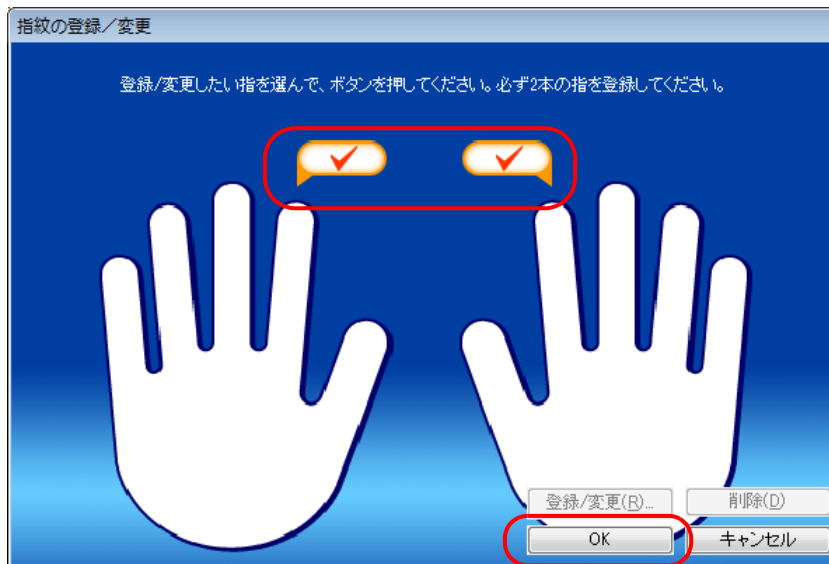 指紋の登録／変更
登録/変更したい指を選んで、ボタンを押してください。必ず2本の指を登録してください。
登録/変更(R)...
削除(D)
OK
キャンセル